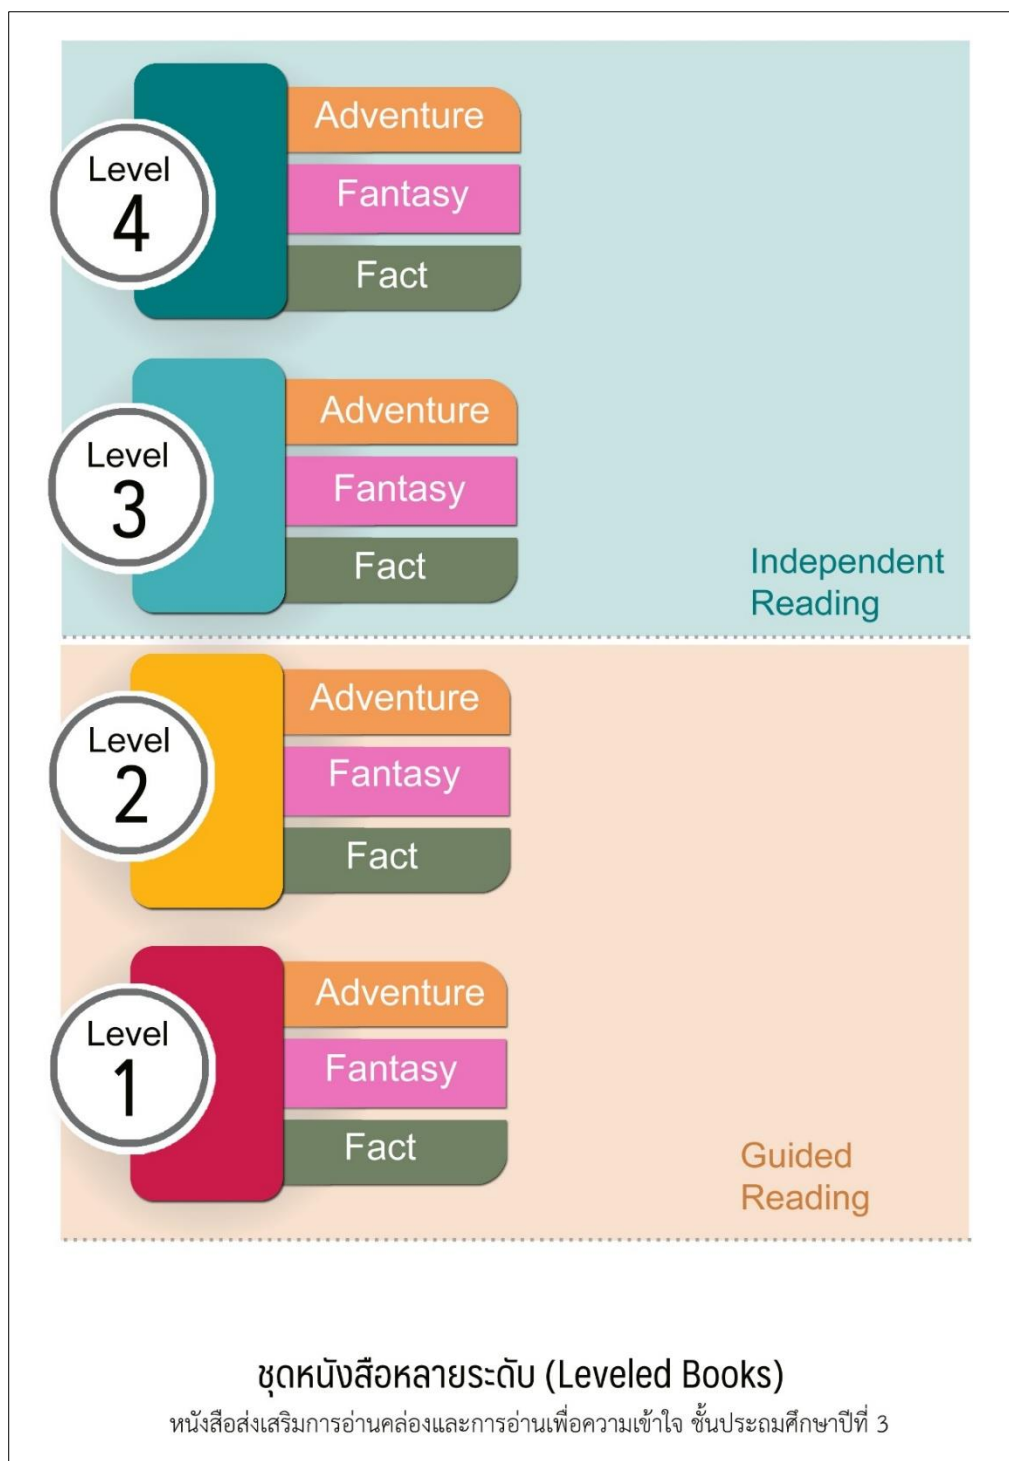 Level
4
Adventure
Fantasy
Fact
Level
3
Adventure
Fantasy
Fact
Independent
Reading
Level
2
Adventure
Fantasy
Fact
Level
1
Adventure
Fantasy
Fact
Guided
Reading
ชุดหนังสือหลายระดับ (Leveled Books)
หนังสือส่งเสริมการอ่านคล่องและการอ่านเพื่อความเข้าใจ ชั้นประถมศึกษาปีที่ 3